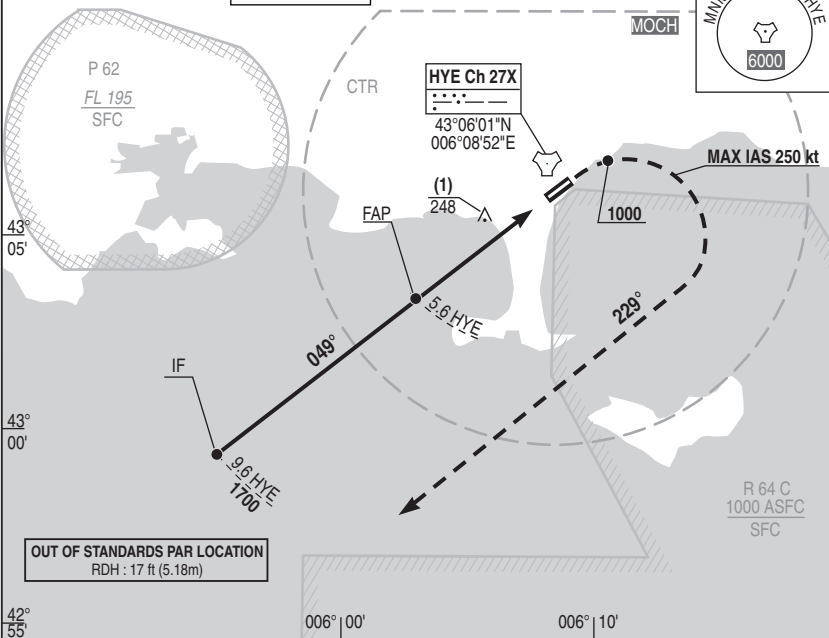 MOCH
HYE
6000
P 62
FL 195
SFC
CTR
HYE Ch 27X
43°06'01"N
006°08'52"E
MAX IAS 250 kt
(1)
248
FAP
1000
43°
05'
5.6 HYE
229°
049°
IF
43°
00'
9.6 HYE
1700
R 64 C
1000 ASFC
SFC
OUT OF STANDARDS PAR LOCATION
RDH : 17 ft (5.18m)
42°
55'
006° 00'
006° 10'